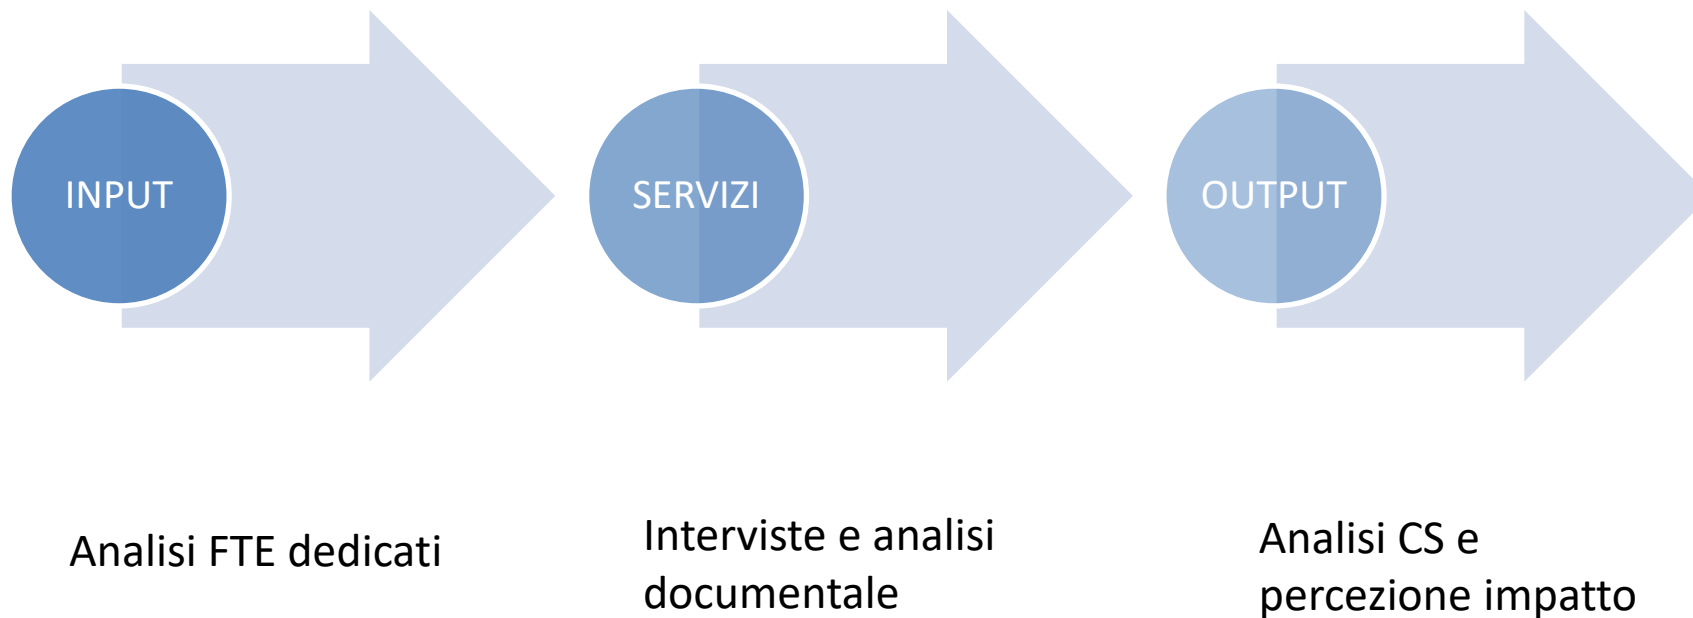 INPUT
SERVIZI
OUTPUT
Analisi FTE dedicati
Interviste e analisi
documentale
Analisi CS e
percezione impatto